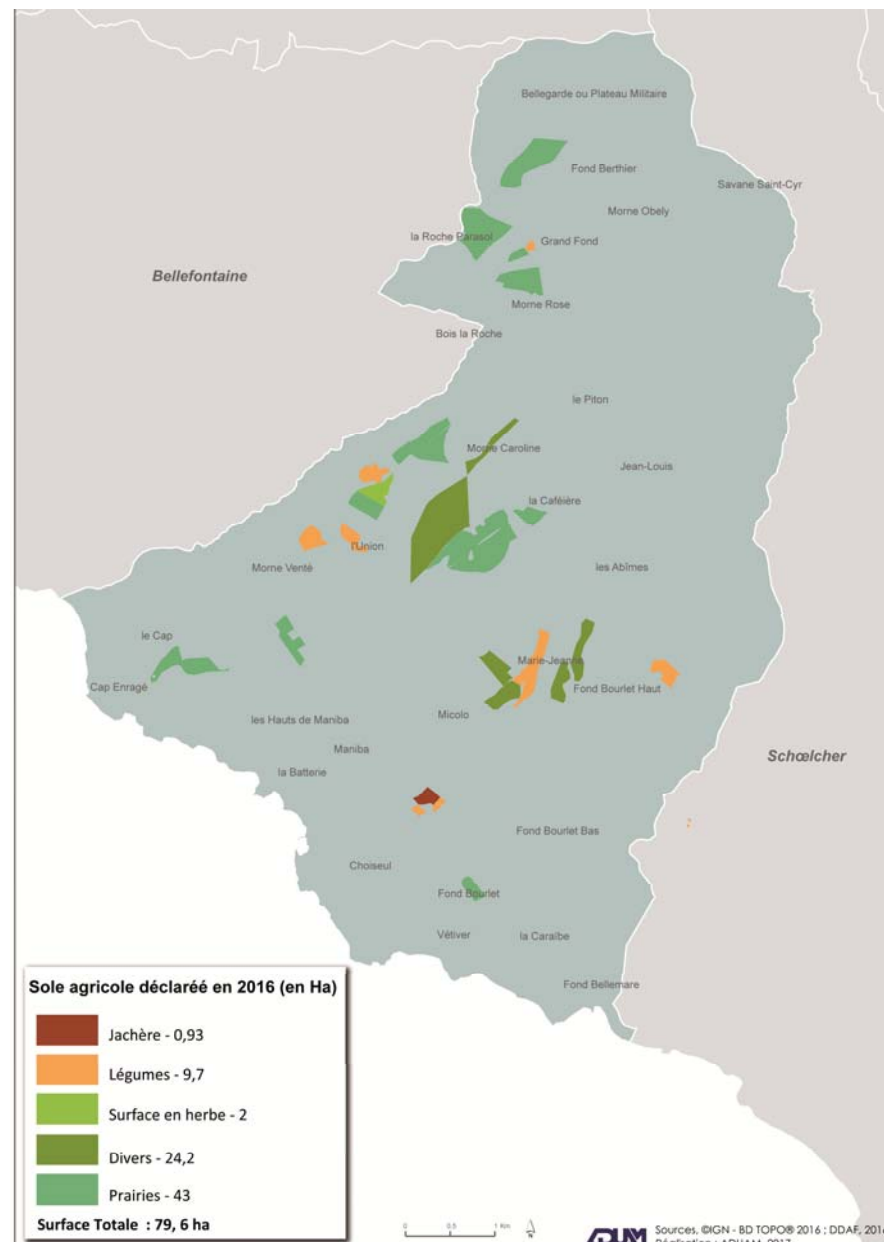 Bellegarde ou Plateau Militaire
Fond Berthier
Savane Saint-Cyr
Morne Obely
la Roche Parasol
Grand Fond
Bellefontaine
Morne Rose
Bois la Roche
le Piton
Morne Caroline
Jean-Louis
la Caféière
l'Union
Morne Venté
les Abîmes
le Cap
Marie-Jeanne
Cap Enragé
Fond Bourlet Haut
les Hauts de Maniba
Micolo
Maniba
Schœlcher
la Batterie
Fond Bourlet Bas
Choiseul
Fond Bourlet
Vétiver
la Caraïbe
Fond Bellemare
Sole agricole déclaréé en 2016 (en Ha)
Jachère - 0,93
Légumes - 9,7
Surface en herbe - 2
Divers - 24,2
Prairies - 43
Surface Totale : 79, 6 ha
0 0.5 1 Km
N
Sources, ©IGN - BD TOPO® 2016 ; DDAF, 2016
Réalisation : ADUAM, 2017